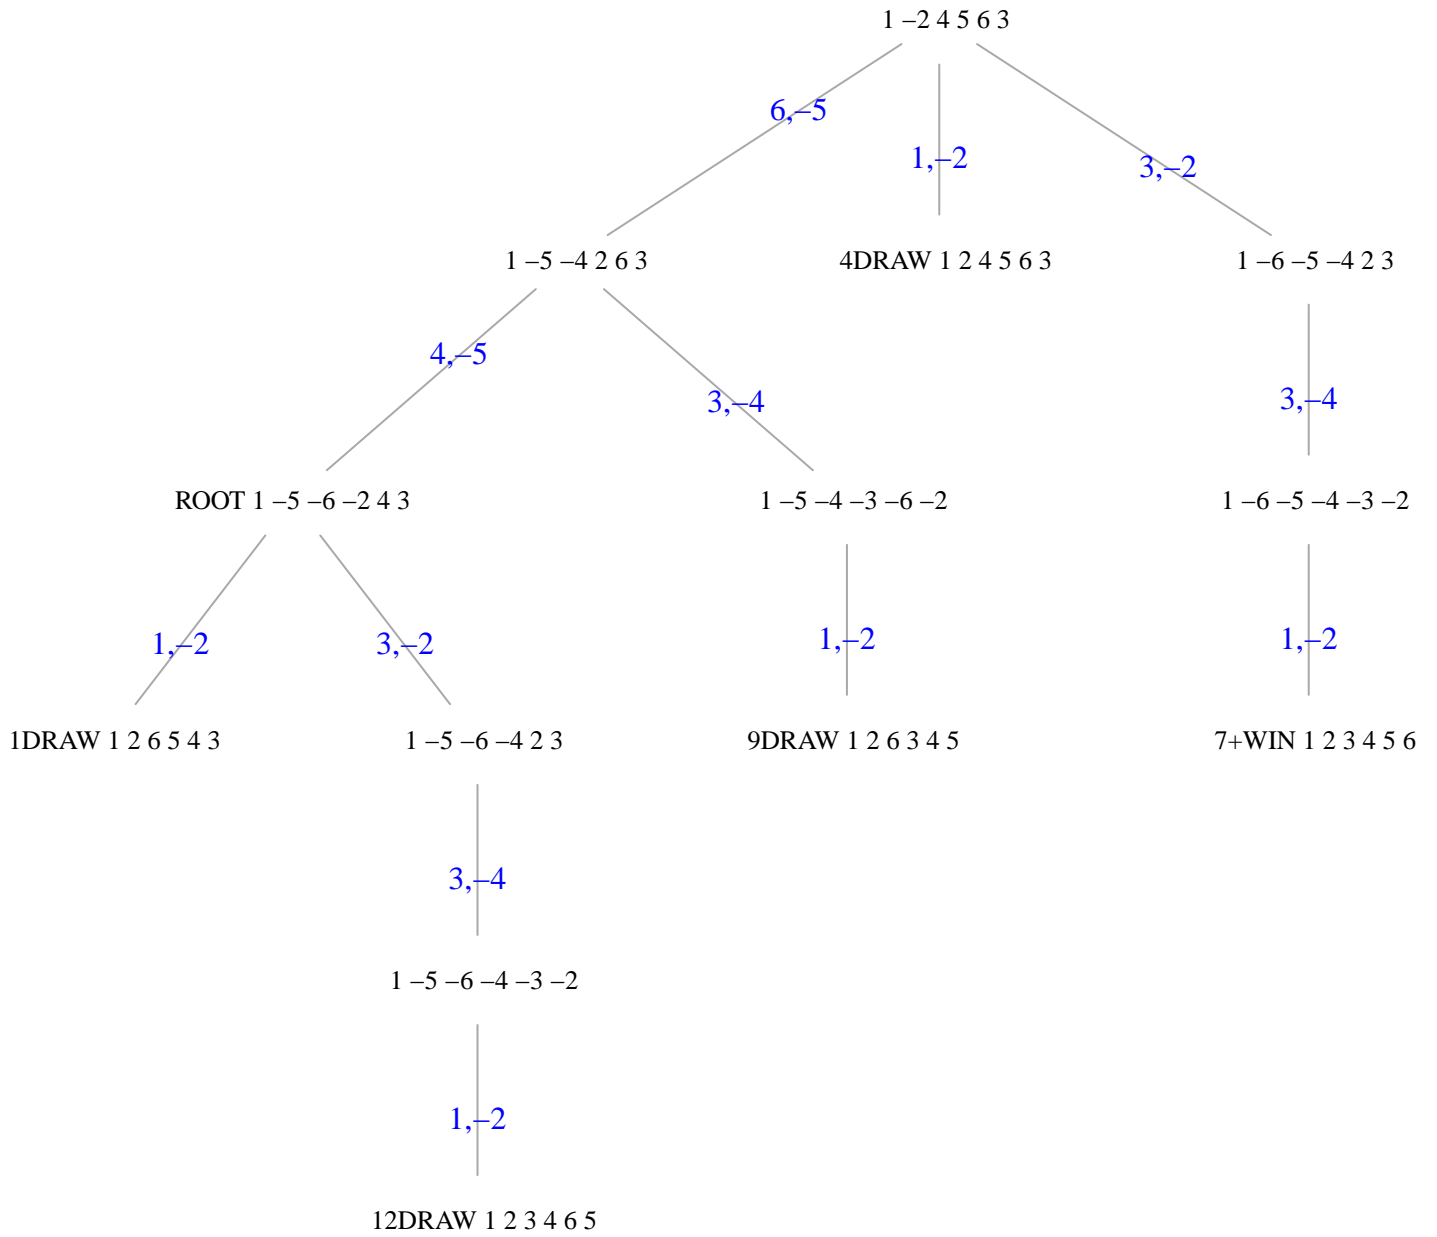 1 –2 4 5 6 3
6,–5
1,–2
3,–2
1 –5 –4 2 6 3
4DRAW 1 2 4 5 6 3
1 –6 –5 –4 2 3
4,–5
3,–4
3,–4
ROOT 1 –5 –6 –2 4 3
1 –5 –4 –3 –6 –2
1 –6 –5 –4 –3 –2
1,–2
3,–2
1,–2
1,–2
1DRAW 1 2 6 5 4 3
1 –5 –6 –4 2 3
9DRAW 1 2 6 3 4 5
7+WIN 1 2 3 4 5 6
3,–4
1 –5 –6 –4 –3 –2
1,–2
12DRAW 1 2 3 4 6 5